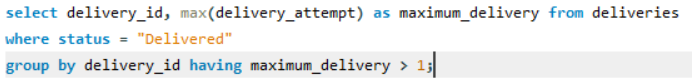 select delivery_id, max(delivery_attempt) as maximum_delivery from deliveries
where status = "Delivered"
group by delivery_id having maximum_delivery > 1;